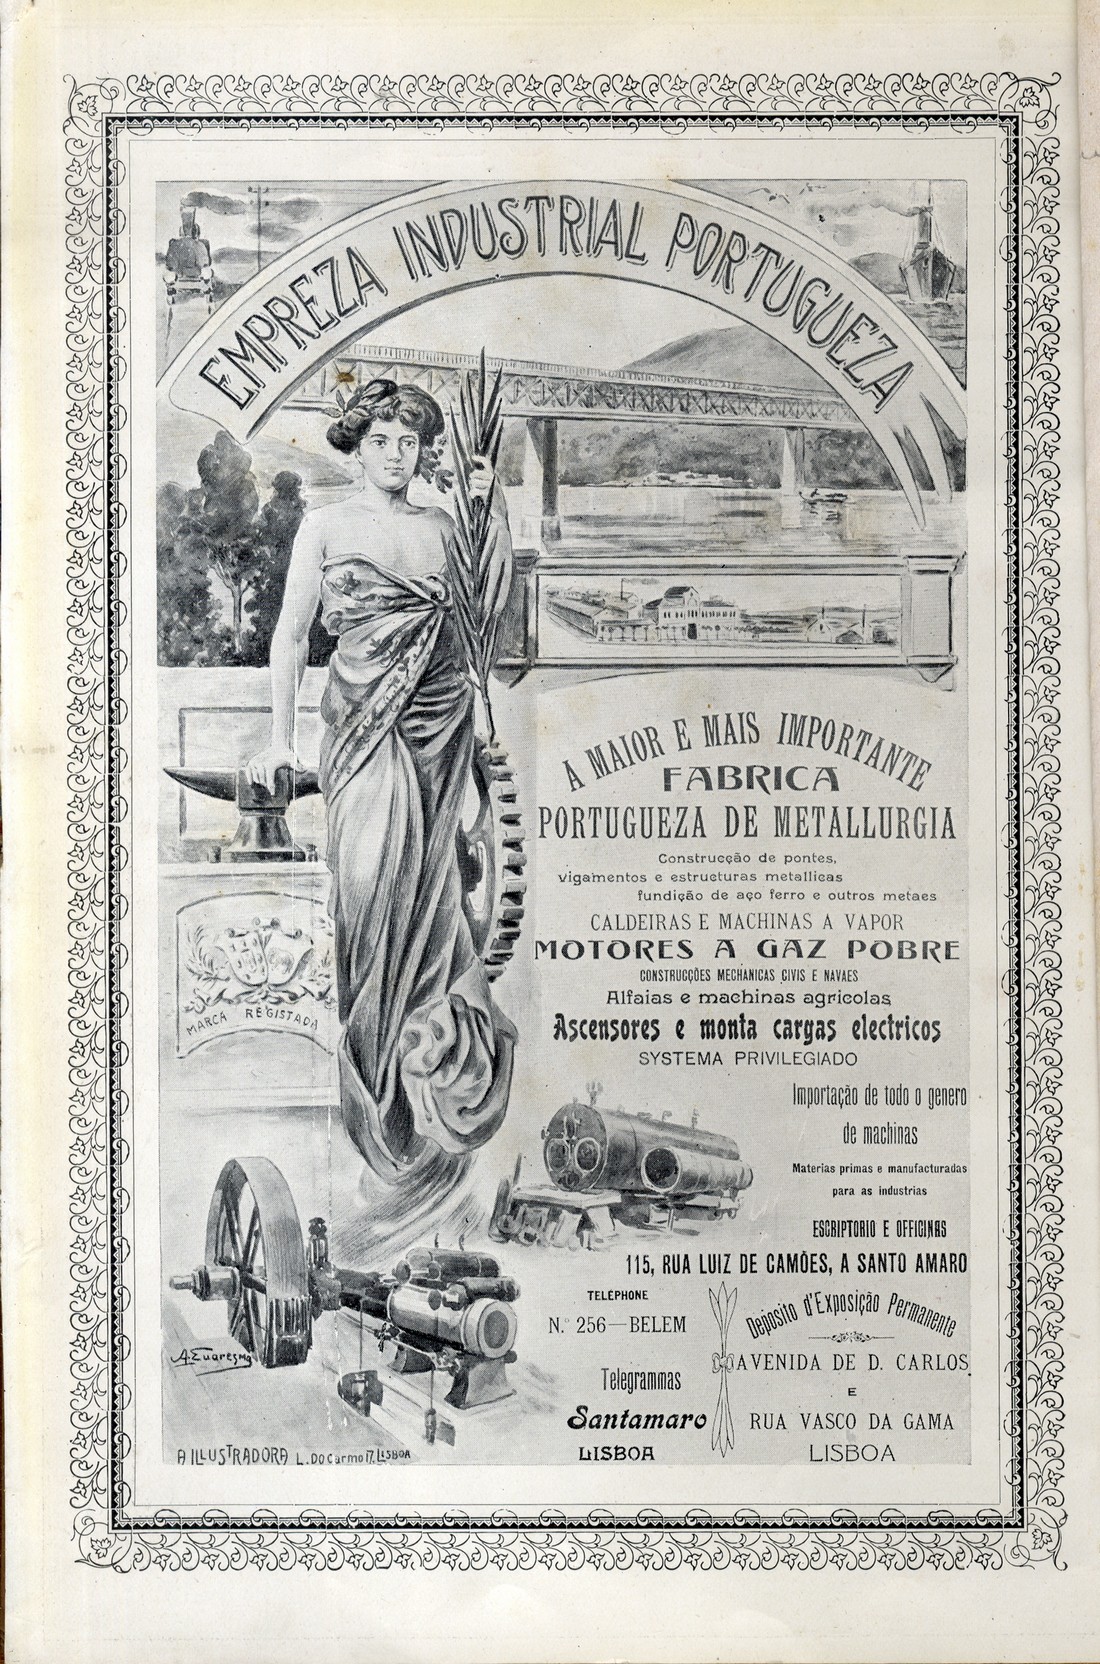 EMPREZA INDUSTRIAL PORTUGUEZA
A MAIOR E MAIS IMPORTANTE
FABRICA
PORTUGUEZA DE METALLURGIA
Construcção de pontes,
vigamentos e estructuras metallicas
fundição de aço ferro e outros metaes
CALDEIRAS E MACHINAS A VAPOR
MOTORES A GAZ POBRE
CONSTRUCÇÕES MECHANICAS CIVIS E NAVAES
Alfaias e machinas agricolas
Ascensores e monta cargas electricos
SYSTEMA PRIVILEGIADO
MARCA REGISTADA
Importação de todo o genero
de machinas
Materias primas e manufacturadas
para as industrias
ESCRIPTORIO E OFFICINAS
115, RUA LUIZ DE CAMÕES, A SANTO AMARO
TELEPHONE
N.º 256—BELEM
Telegrammas
Santamaro
LISBOA
Deposito d'Exposição Permanente
AVENIDA DE D. CARLOS
E
RUA VASCO DA GAMA
LISBOA
A ILLUSTRADORA L. DO Carmo 17, LISBOA